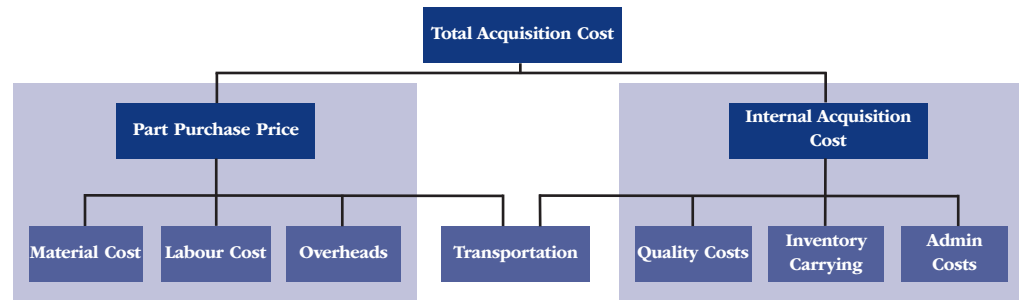 Total Acquisition Cost
Part Purchase Price
Internal Acquisition
Cost
Material Cost
Labour Cost
Overheads
Transportation
Quality Costs
Inventory
Carrying
Admin
Costs